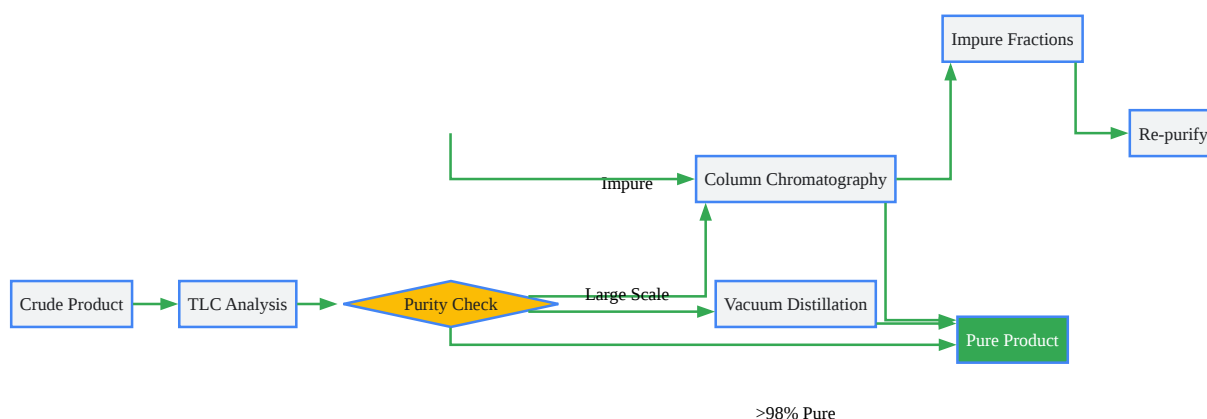 Impure Fractions
Re-purify
Column Chromatography
Impure
Large Scale
Crude Product
TLC Analysis
Purity Check
Vacuum Distillation
Pure Product
>98% Pure